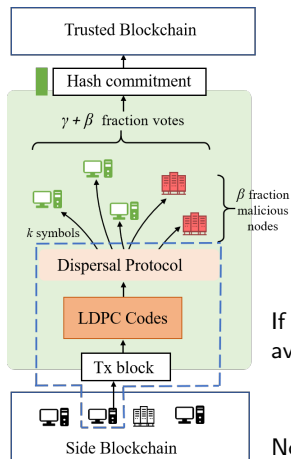 Trusted Blockchain
Hash commitment
γ + β fraction votes
β fraction
malicious
nodes
k symbols
Dispersal Protocol
LDPC Codes
If
av
Tx block
Side Blockchain